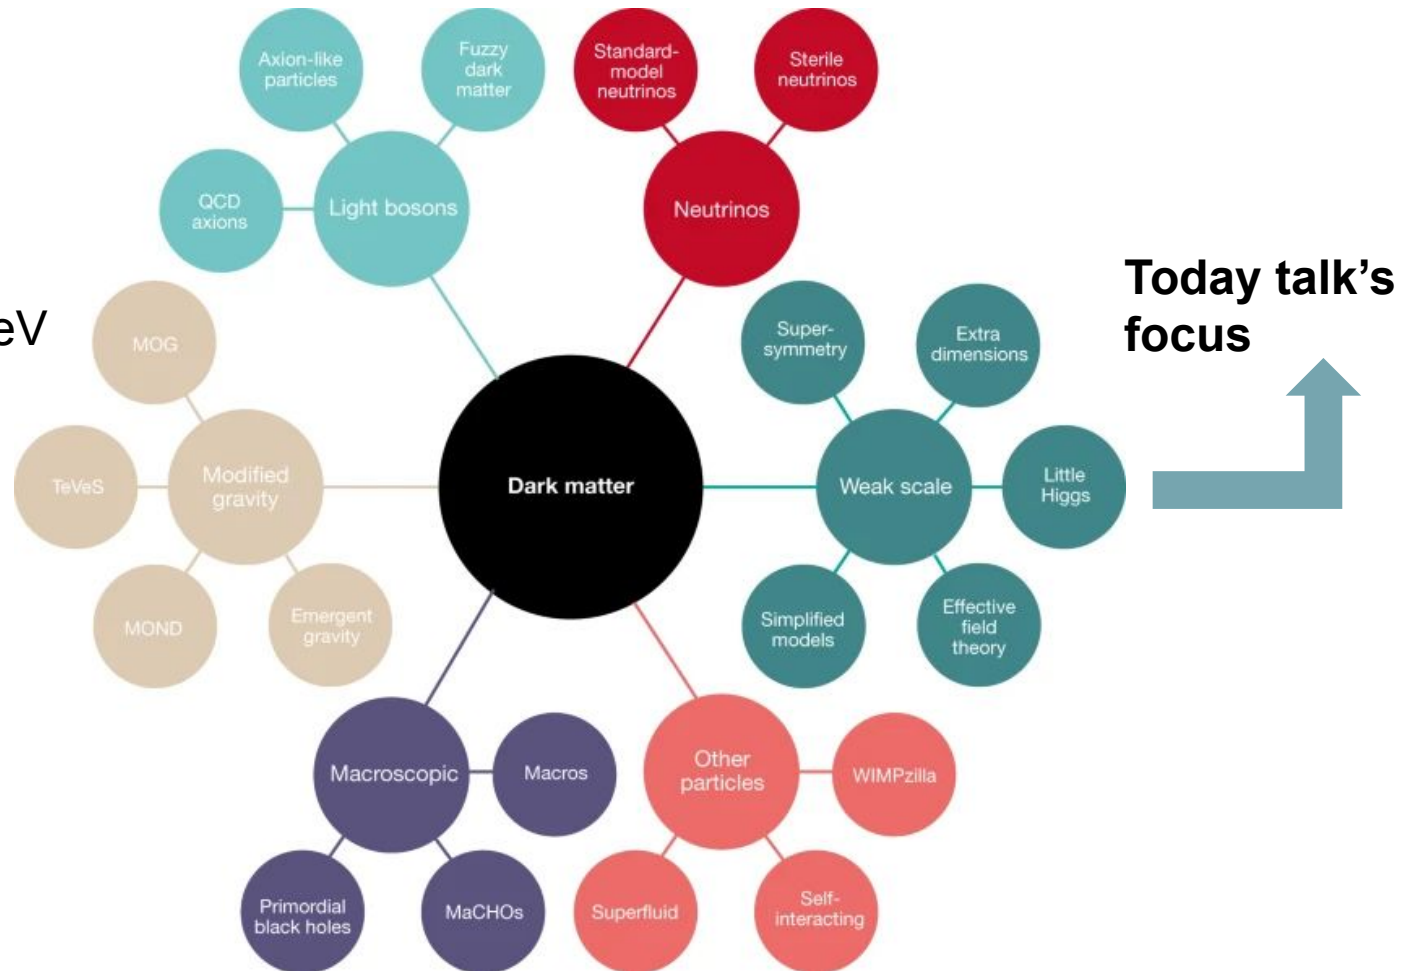 Axion-like
particles
Fuzzy
dark
matter
Standard-
model
neutrinos
Sterile
neutrinos
QCD
axions
Light bosons
Neutrinos
eV
MOG
Super-
symmetry
Extra
dimensions
Today talk’s
focus
TeVeS
Modified
gravity
Dark matter
Weak scale
Little
Higgs
MOND
Emergent
gravity
Simplified
models
Effective
field
theory
Macroscopic
Macros
Other
particles
WIMPzilla
Primordial
black holes
MaCHOs
Superfluid
Self-
interacting